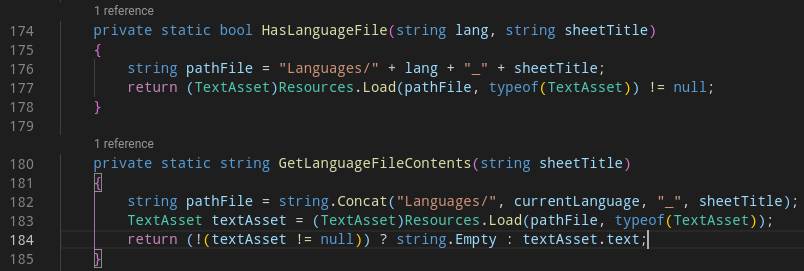 1 reference
174 private static bool HasLanguageFile(string lang, string sheetTitle)
175 {
176 string pathFile = "Languages/" + lang + "_" + sheetTitle;
177 return (TextAsset)Resources.Load(pathFile, typeof(TextAsset)) != null;
178 }
179
1 reference
180 private static string GetLanguageFileContents(string sheetTitle)
181 {
182 string pathFile = string.Concat("Languages/", currentLanguage, "_", sheetTitle);
183 TextAsset textAsset = (TextAsset)Resources.Load(pathFile, typeof(TextAsset));
184 return (!(textAsset != null)) ? string.Empty : textAsset.text;
185 }